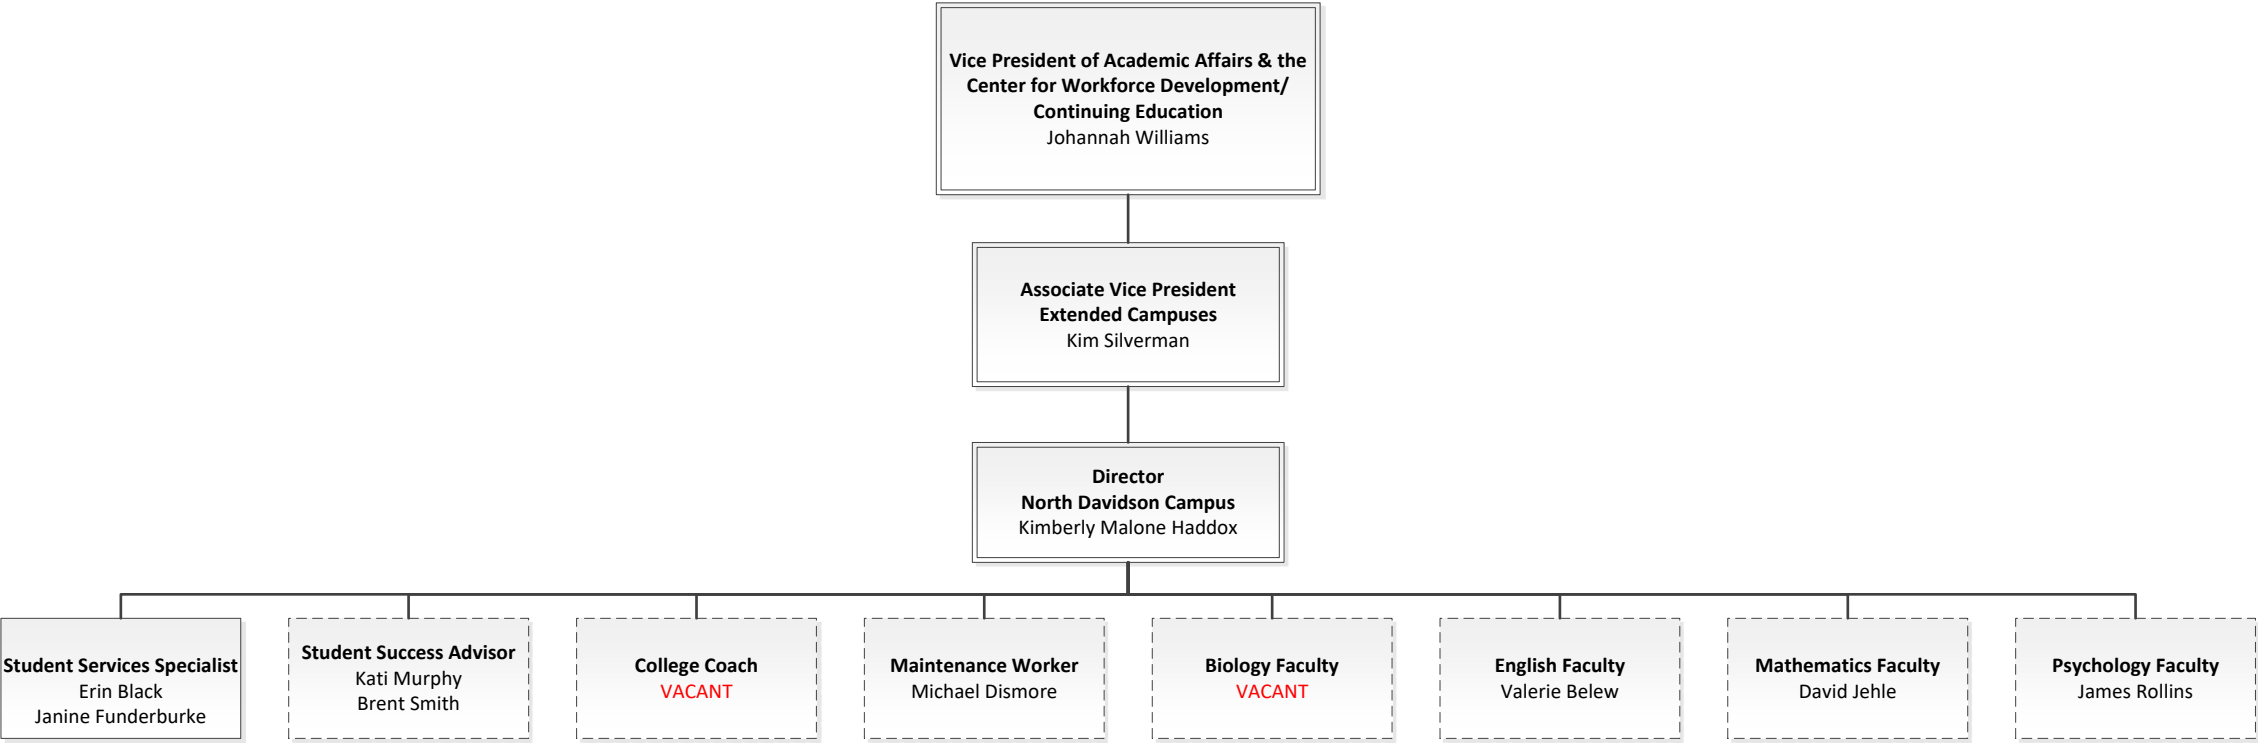 Vice President of Academic Affairs & the
Center for Workforce Development/
Continuing Education
Johannah Williams
Associate Vice President
Extended Campuses
Kim Silverman
Director
North Davidson Campus
Kimberly Malone Haddox
Student Services Specialist
Erin Black
Janine Funderburke
Student Success Advisor
Kati Murphy
Brent Smith
College Coach
VACANT
Maintenance Worker
Michael Dismore
Biology Faculty
VACANT
English Faculty
Valerie Belew
Mathematics Faculty
David Jehle
Psychology Faculty
James Rollins